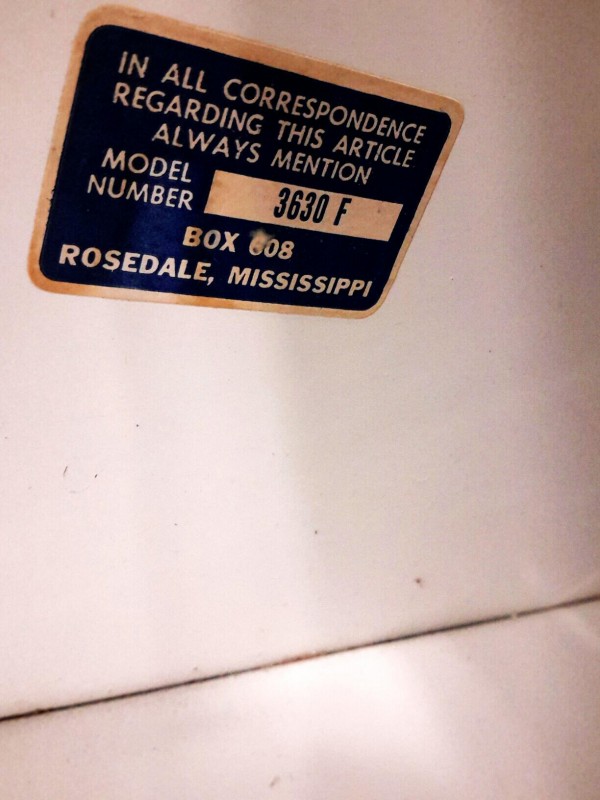 IN ALL CORRESPONDENCE
REGARDING THIS ARTICLE
ALWAYS MENTION
MODEL
NUMBER 3630 F
BOX 608
ROSEDALE, MISSISSIPPI